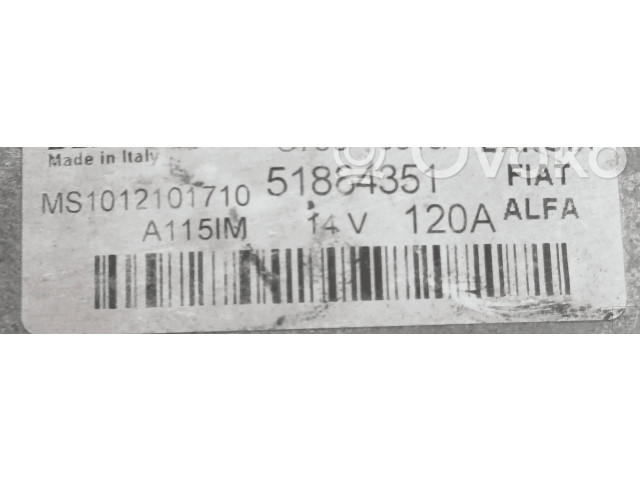 Made in Italy
MS1012101710 51884351 FIAT
A115IM 14 V 120A ALFA